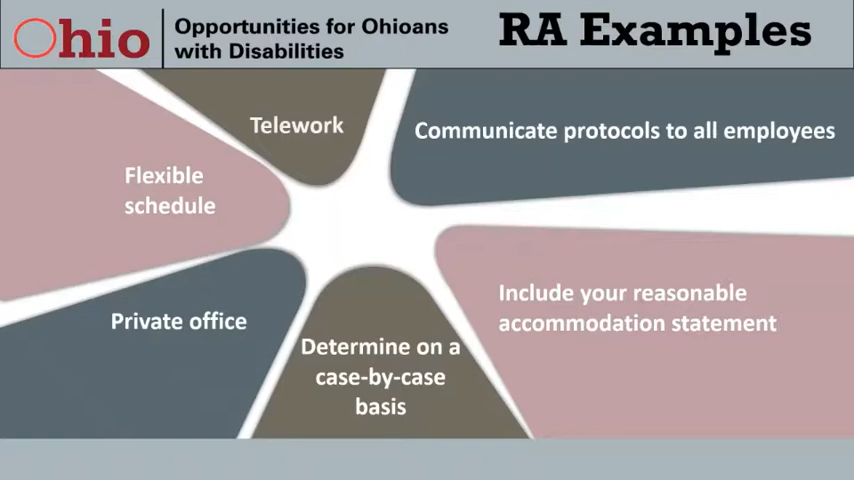 Ohio
Opportunities for Ohioans
with Disabilities
RA Examples
Telework
Communicate protocols to all employees
Flexible
schedule
Include your reasonable
accommodation statement
Private office
Determine on a
case-by-case
basis